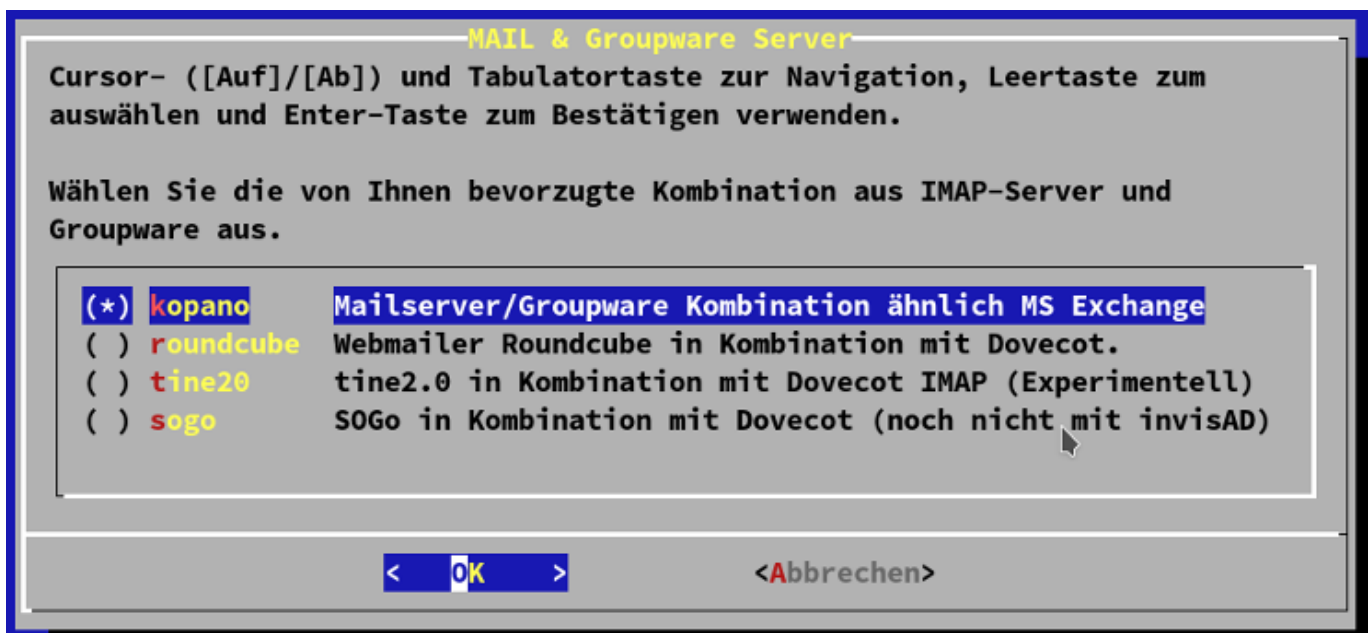 MAIL & Groupware Server
Cursor- ([Auf]/[Ab]) und Tabulatortaste zur Navigation, Leertaste zum
auswählen und Enter-Taste zum Bestätigen verwenden.
Wählen Sie die von Ihnen bevorzugte Kombination aus IMAP-Server und
Groupware aus.
(*) kopano Mailserver/Groupware Kombination ähnlich MS Exchange
( ) roundcube Webmailer Roundcube in Kombination mit Dovecot.
( ) tine20 tine2.0 in Kombination mit Dovecot IMAP (Experimentell)
( ) sogo SOGo in Kombination mit Dovecot (noch nicht mit invisAD)
< OK > <Abbrechen>